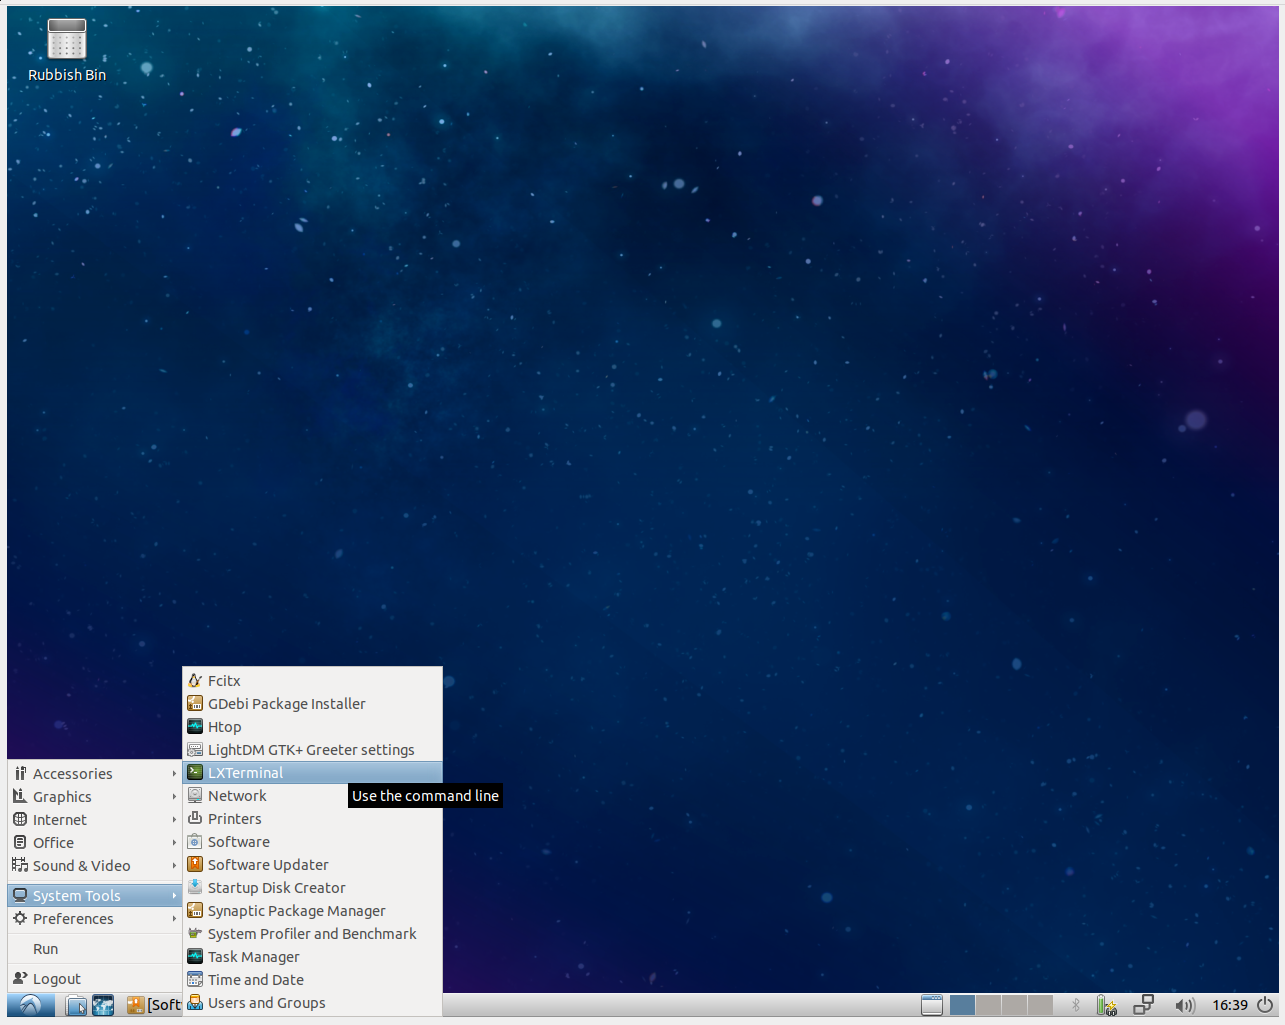 Rubbish Bin
Fcitx
GDebi Package Installer
Htop
LightDM GTK+ Greeter settings
LXTerminal
Network
Use the command line
Printers
Software
Software Updater
Startup Disk Creator
Synaptic Package Manager
System Profiler and Benchmark
Task Manager
Time and Date
Users and Groups
Accessories
Graphics
Internet
Office
Sound & Video
System Tools
Preferences
Run
Logout
[Soft
16:39